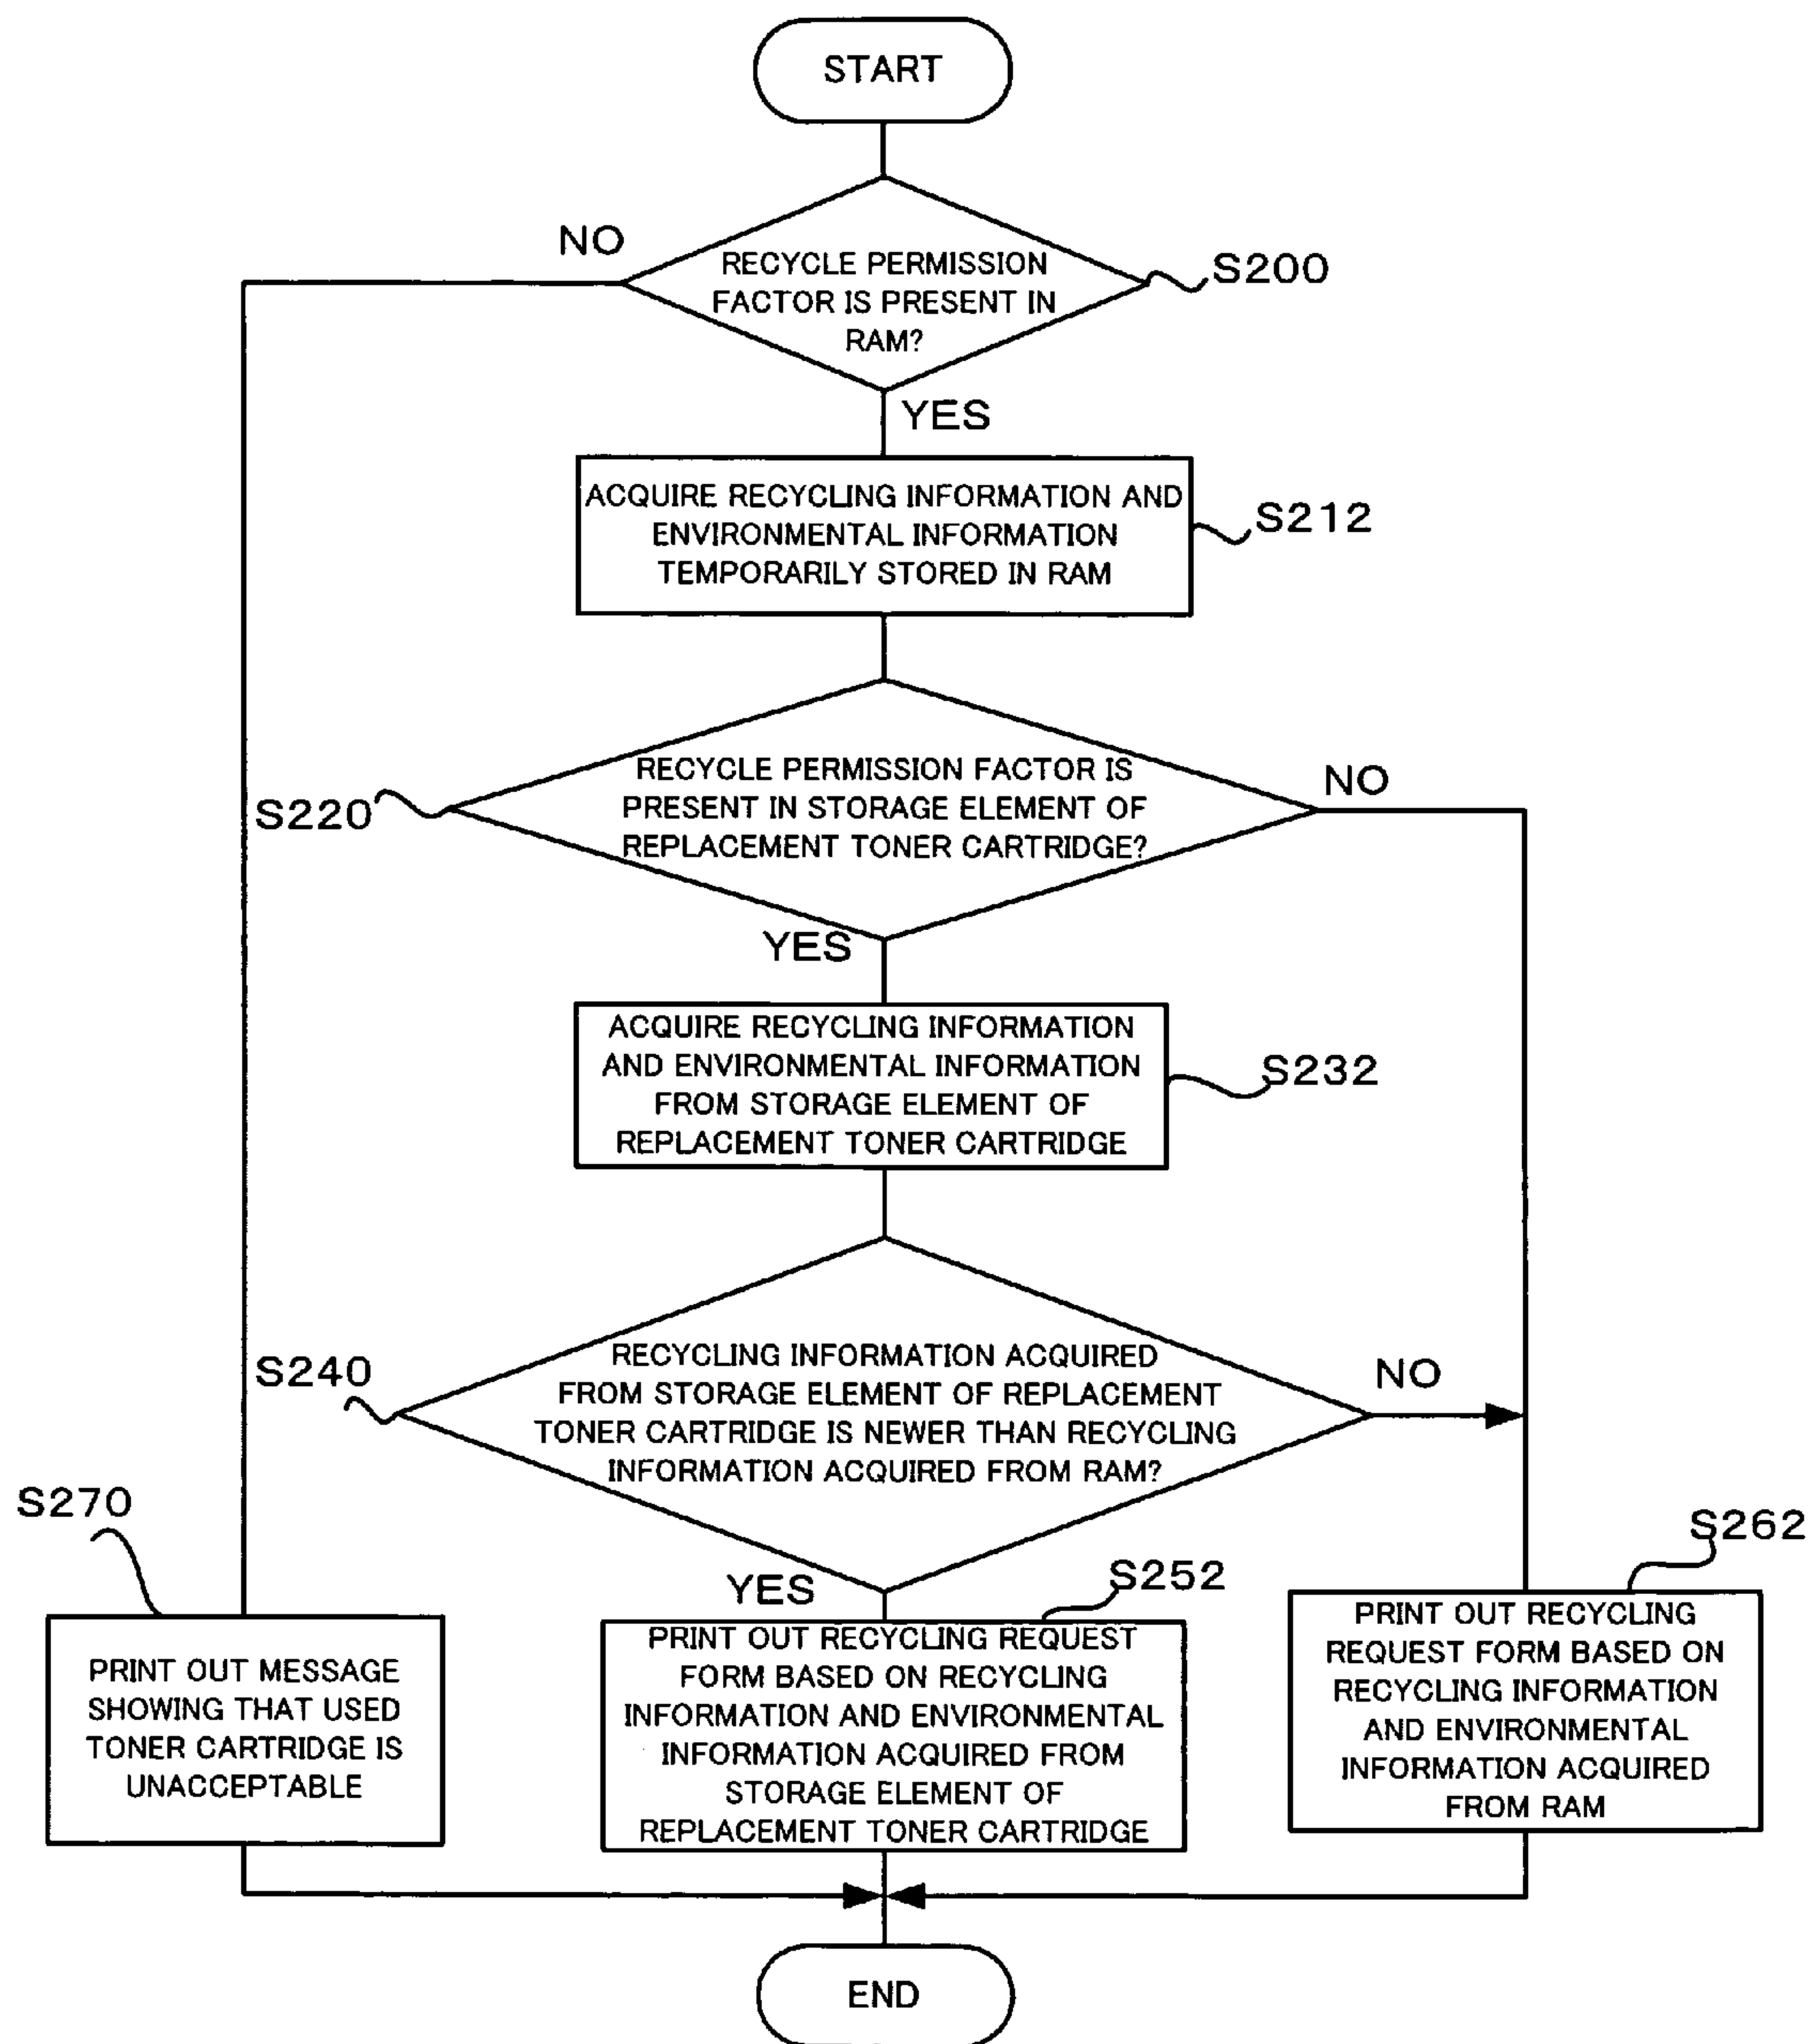 START
NO
RECYCLE PERMISSION
FACTOR IS PRESENT IN
RAM?
S200
YES
ACQUIRE RECYCLING INFORMATION AND
ENVIRONMENTAL INFORMATION
TEMPORARILY STORED IN RAM
S212
RECYCLE PERMISSION FACTOR IS
PRESENT IN STORAGE ELEMENT OF
REPLACEMENT TONER CARTRIDGE?
S220
NO
YES
ACQUIRE RECYCLING INFORMATION
AND ENVIRONMENTAL INFORMATION
FROM STORAGE ELEMENT OF
REPLACEMENT TONER CARTRIDGE
S232
S240
RECYCLING INFORMATION ACQUIRED
FROM STORAGE ELEMENT OF REPLACEMENT
TONER CARTRIDGE IS NEWER THAN RECYCLING
INFORMATION ACQUIRED FROM RAM?
NO
YES
S270
PRINT OUT MESSAGE
SHOWING THAT USED
TONER CARTRIDGE IS
UNACCEPTABLE
S252
PRINT OUT RECYCLING REQUEST
FORM BASED ON RECYCLING
INFORMATION AND ENVIRONMENTAL
INFORMATION ACQUIRED FROM
STORAGE ELEMENT OF
REPLACEMENT TONER CARTRIDGE
S262
PRINT OUT RECYCLING
REQUEST FORM BASED ON
RECYCLING INFORMATION
AND ENVIRONMENTAL
INFORMATION ACQUIRED
FROM RAM
END